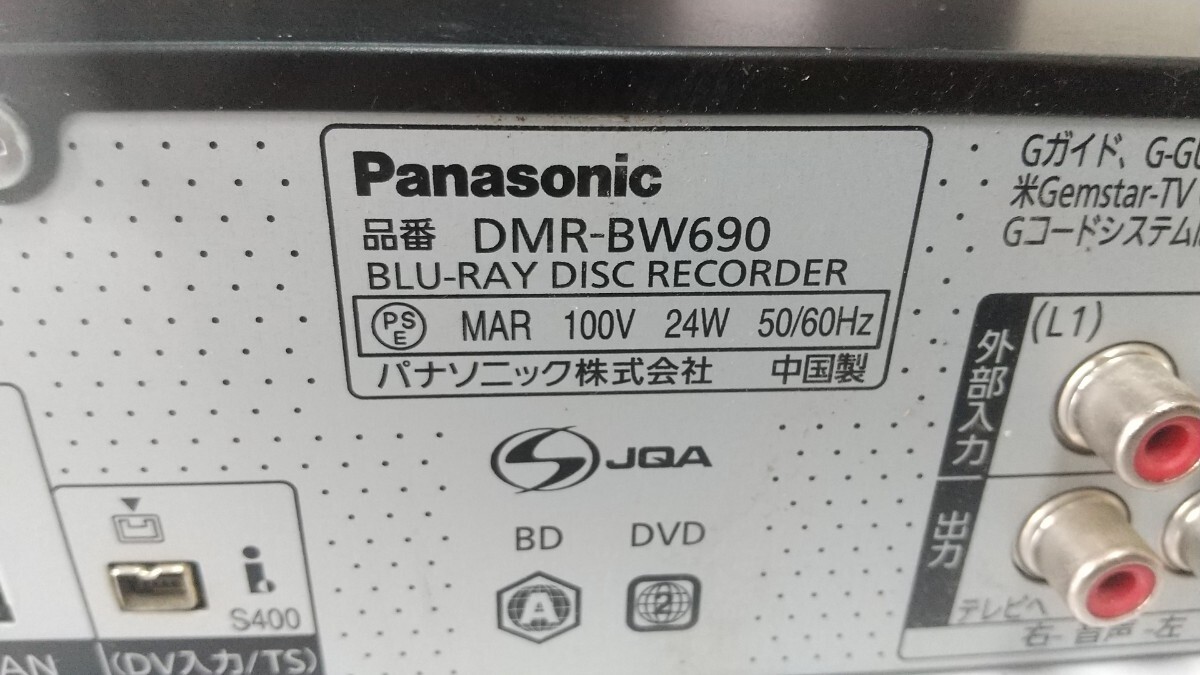 Panasonic
品番 DMR-BW690
BLU-RAY DISC RECORDER
PSE MAR 100V 24W 50/60Hz
パナソニック株式会社 中国製
JQA
BD DVD
A 2
Gガイド、G-GU
米Gemstar-TV
Gコードシステム
(L1)
外部入力
出力
テレビへ
右-音声-左
i
S400
AN
(DV入力/TS)